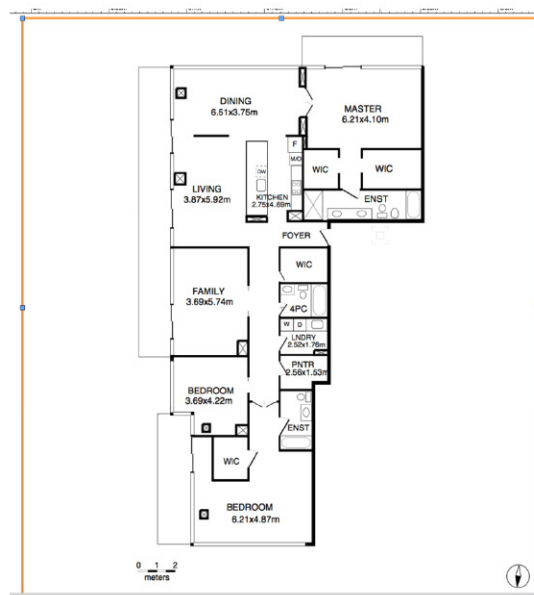 DINING
6.51x3.75m
MASTER
6.21x4.10m
F
M/O
WIC
WIC
DW
LIVING
3.87x5.92m
KITCHEN
2.75x4.69m
ENST
FOYER
WIC
FAMILY
3.69x5.74m
4PC
W D
LNDRY
2.52x1.76m
PNTR
2.56x1.53m
BEDROOM
3.69x4.22m
ENST
WIC
BEDROOM
6.21x4.87m
0 1 2
meters